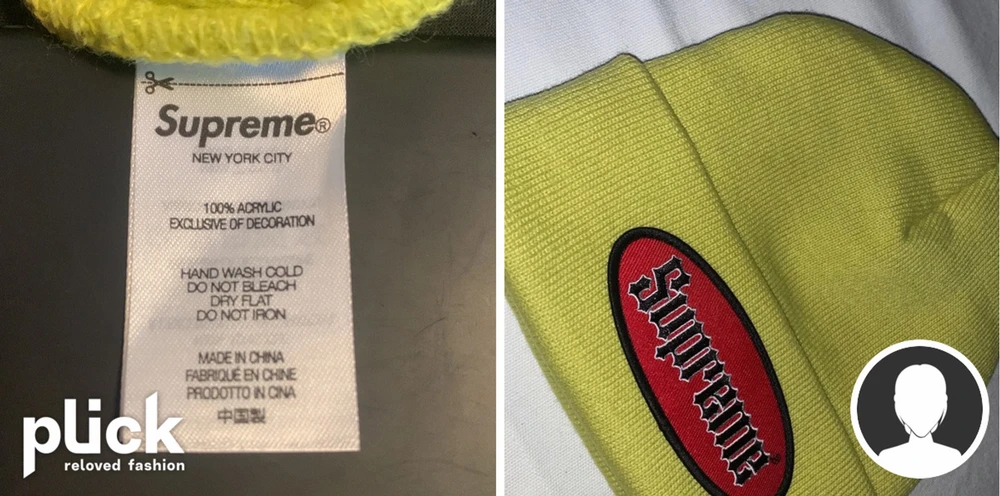 Supreme®
NEW YORK CITY
100% ACRYLIC
EXCLUSIVE OF DECORATION
HAND WASH COLD
DO NOT BLEACH
DRY FLAT
DO NOT IRON
MADE IN CHINA
FABRIQUÉ EN CHINE
PRODOTTO IN CINA
中国製
plick
reloved fashion
Supreme